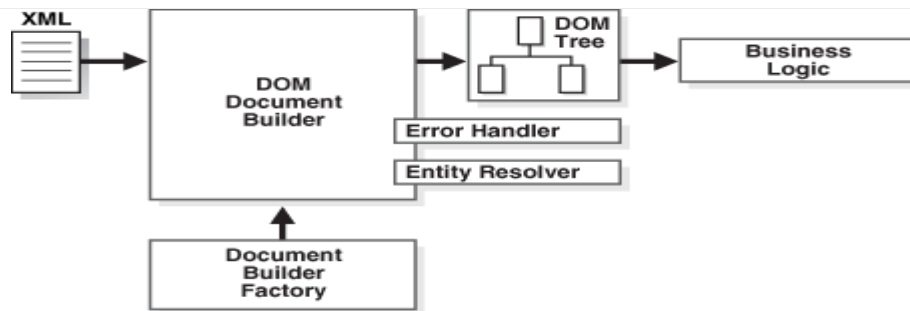 XML
DOM
Document
Builder
DOM
Tree
Business
Logic
Error Handler
Entity Resolver
Document
Builder
Factory